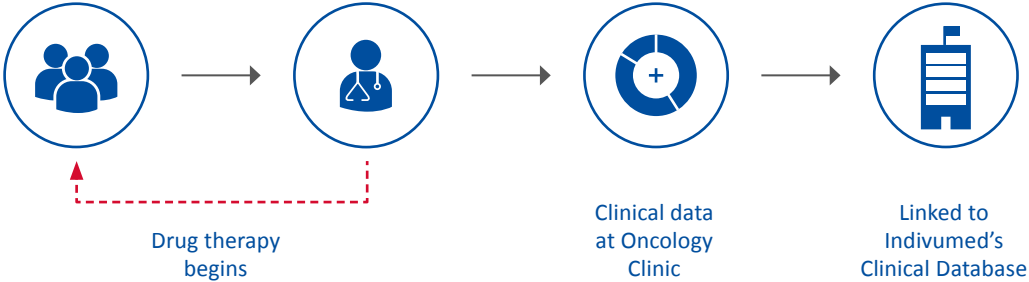 Drug therapy
begins
Clinical data
at Oncology
Clinic
Linked to
Indivumed's
Clinical Database